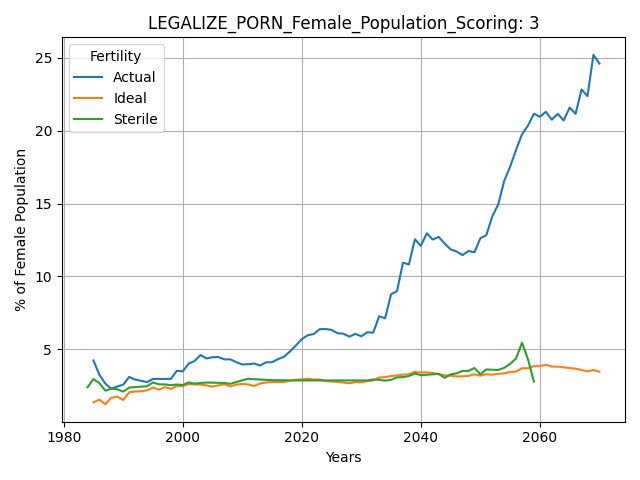 LEGALIZE_PORN_Female_Population_Scoring: 3
Fertility
Actual
Ideal
Sterile
% of Female Population
25
20
15
10
5
1980
2000
2020
2040
2060
Years